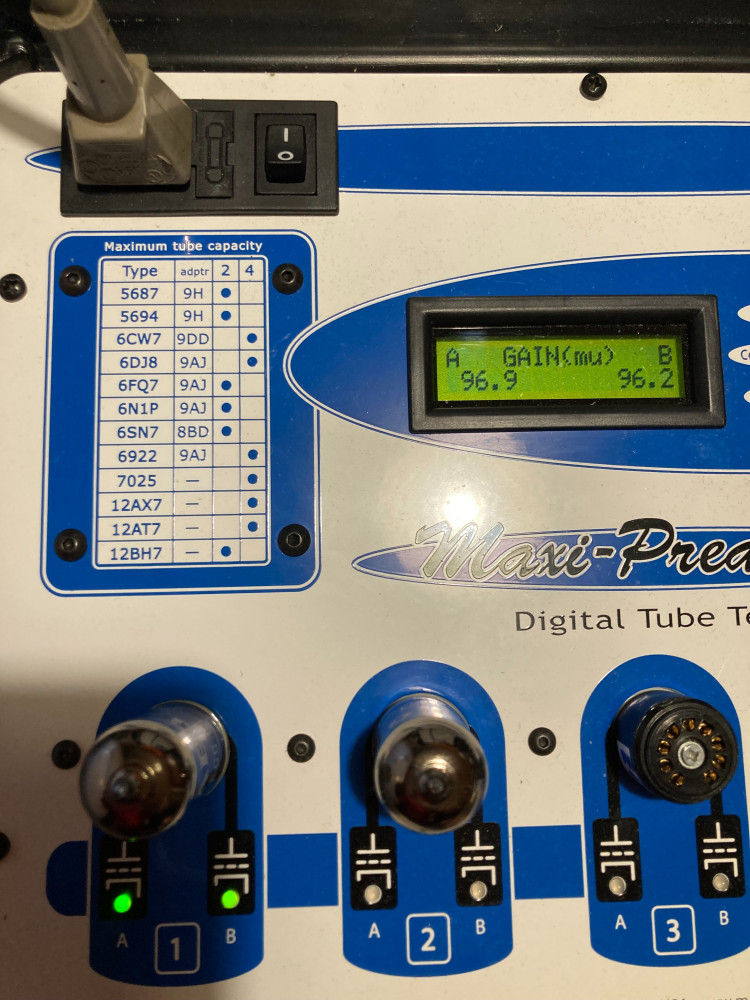 I
O
Maximum tube capacity
Type adptr 2 4
5687 9H
5694 9H
6CW7 9DD
6DJ8 9AJ
6FQ7 9AJ
6N1P 9AJ
6SN7 8BD
6922 9AJ
7025 —
12AX7 —
12AT7 —
12BH7 —
A GAIN(mu) B
96.9 96.2
Maxi-Prea
Digital Tube Te
A 1 B
A 2 B
A 3 B